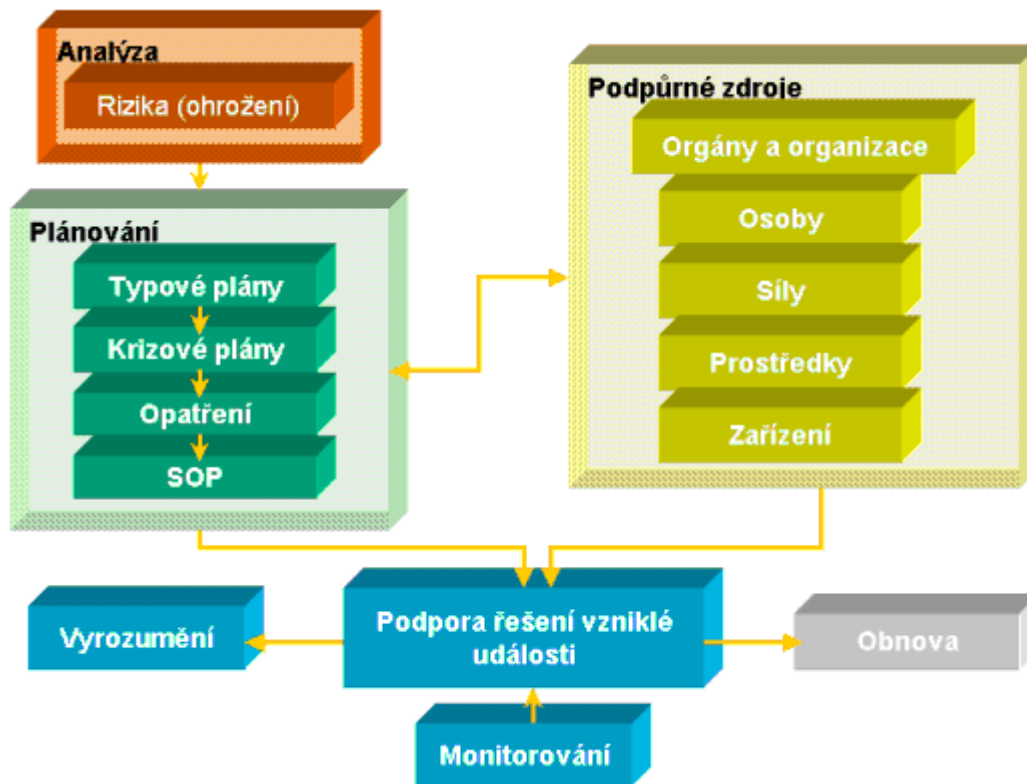 Analýza
Rizika (ohrožení)
Plánování
Typové plány
Krizové plány
Opatření
SOP
Podpůrné zdroje
Orgány a organizace
Osoby
Síly
Prostředky
Zařízení
Vyrozumění
Podpora řešení vzniklé
události
Obnova
Monitorování